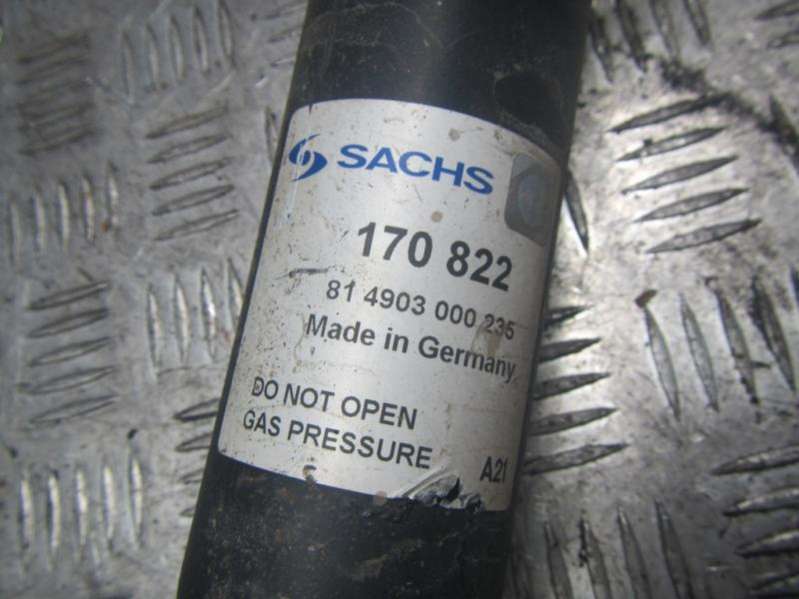 SACHS
170 822
81 4903 000 235
Made in Germany
DO NOT OPEN
GAS PRESSURE
A21